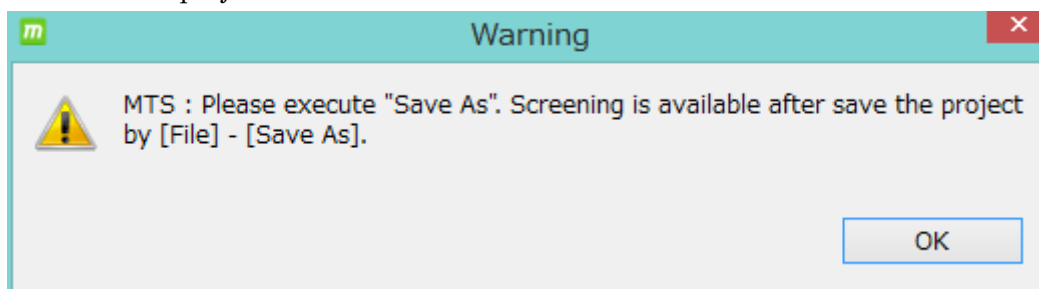 m
Warning
MTS : Please execute "Save As". Screening is available after save the project
by [File] - [Save As].
OK